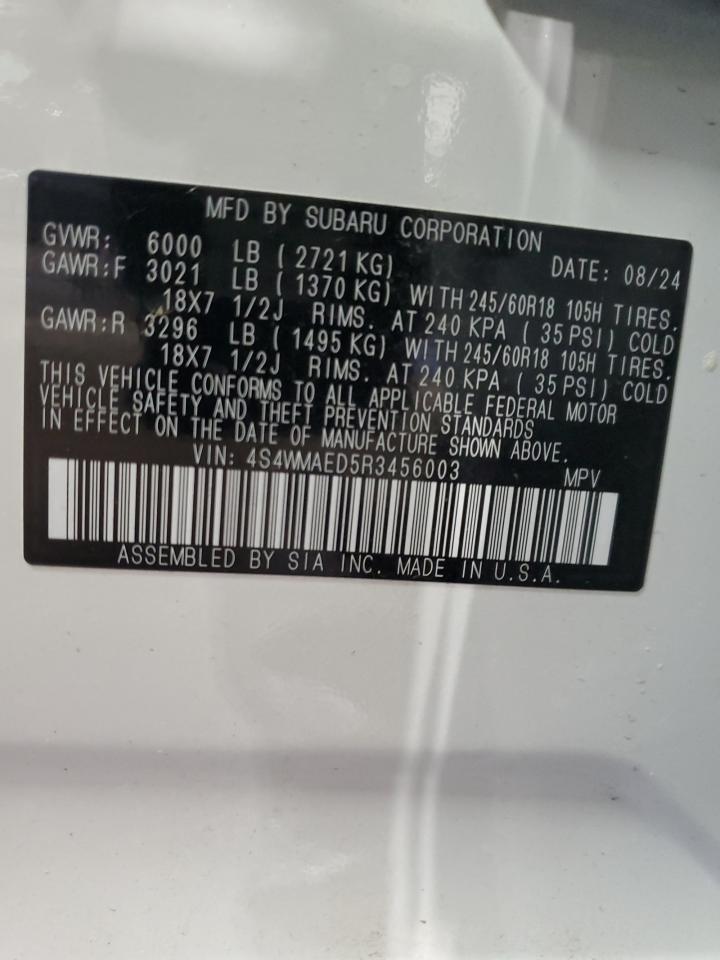 MFD BY SUBARU CORPORATION
GVWR: 6000 LB ( 2721 KG) DATE: 08/24
GAWR:F 3021 LB ( 1370 KG) WITH 245/60R18 105H TIRES,
18X7 1/2J RIMS. AT 240 KPA ( 35 PSI) COLD
GAWR:R 3296 LB ( 1495 KG) WITH 245/60R18 105H TIRES,
18X7 1/2J RIMS. AT 240 KPA ( 35 PSI) COLD
THIS VEHICLE CONFORMS TO ALL APPLICABLE FEDERAL MOTOR
VEHICLE SAFETY AND THEFT PREVENTION STANDARDS
IN EFFECT ON THE DATE OF MANUFACTURE SHOWN ABOVE.
VIN: 4S4WMAED5R3456003 MPV
ASSEMBLED BY SIA INC. MADE IN U.S.A.